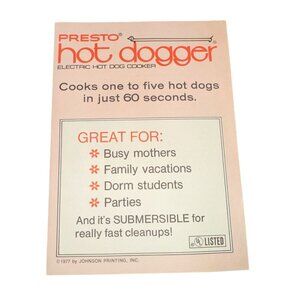 PRESTO®
hot dogger™
ELECTRIC HOT DOG COOKER
Cooks one to five hot dogs
in just 60 seconds.
GREAT FOR:
✻ Busy mothers
✻ Family vacations
✻ Dorm students
✻ Parties
And it's SUBMERSIBLE for
really fast cleanups!
UL LISTED
©1977 by JOHNSON PRINTING, INC.